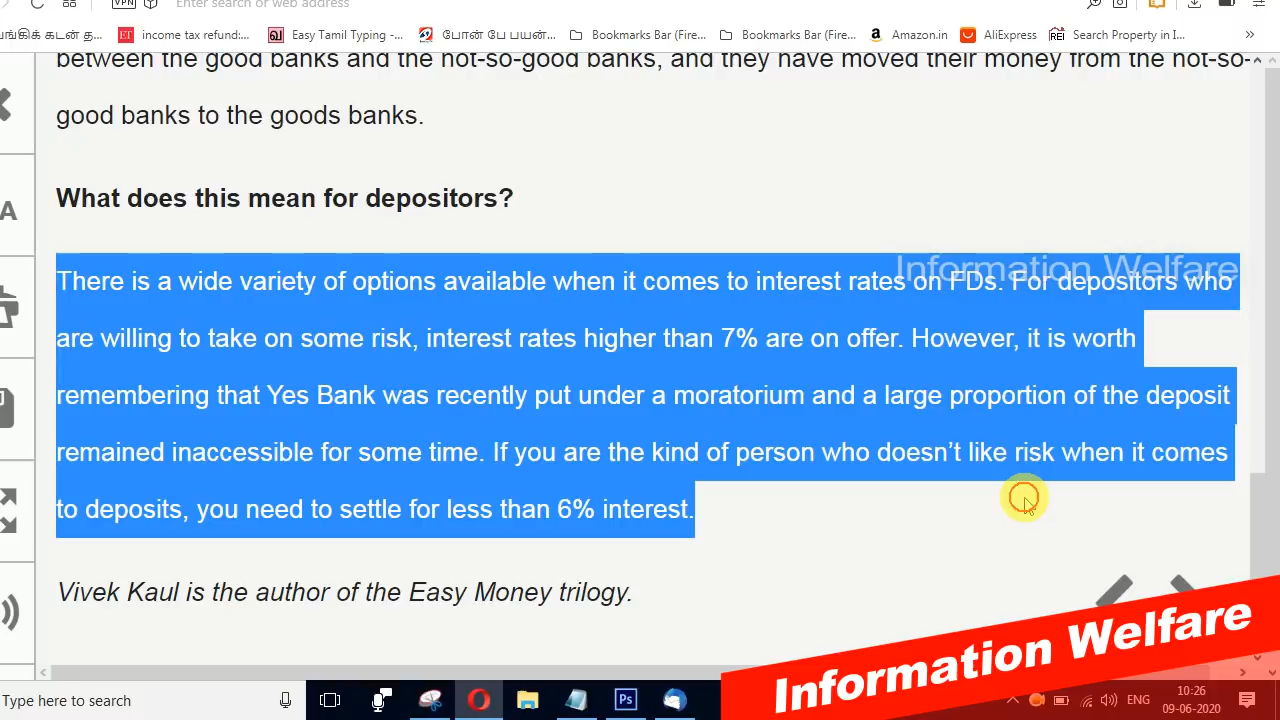 VPN
Enter search or web address
income tax refund:...
Easy Tamil Typing -...
போன் பே பயன்...
Bookmarks Bar (Fire...
Bookmarks Bar (Fire...
Amazon.in
AliExpress
Search Property in I...
between the good banks and the not-so-good banks, and they have moved their money from the not-so-
good banks to the goods banks.
What does this mean for depositors?
Information Welfare
There is a wide variety of options available when it comes to interest rates on FDs. For depositors who
are willing to take on some risk, interest rates higher than 7% are on offer. However, it is worth
remembering that Yes Bank was recently put under a moratorium and a large proportion of the deposit
remained inaccessible for some time. If you are the kind of person who doesn’t like risk when it comes
to deposits, you need to settle for less than 6% interest.
Vivek Kaul is the author of the Easy Money trilogy.
Information Welfare
Type here to search
ENG
10:26
09-06-2020